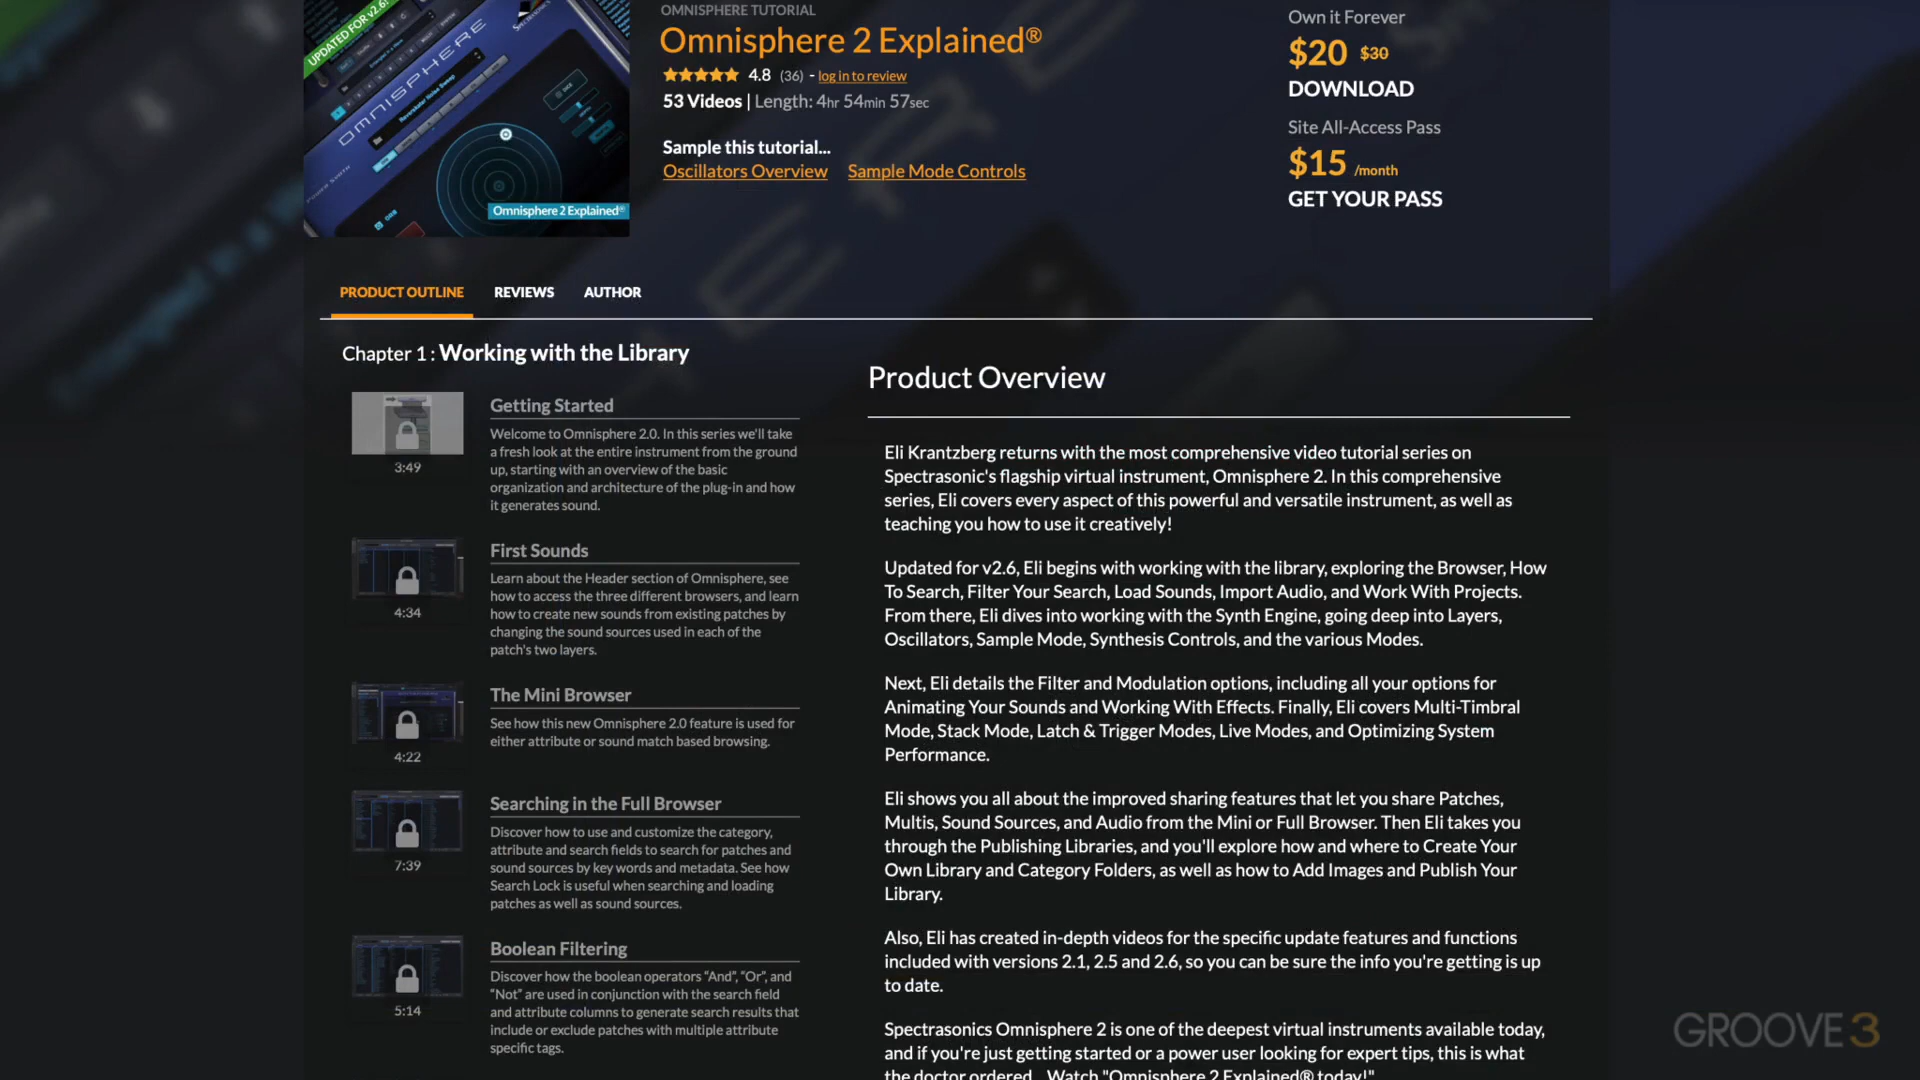 UPDATED FOR v2.6!
OMNISPHERE
Omnisphere 2 Explained®
OMNISPHERE TUTORIAL
Omnisphere 2 Explained®
4.8 (36) - log in to review
53 Videos | Length: 4hr 54min 57sec
Sample this tutorial...
Oscillators Overview Sample Mode Controls
Own it Forever
$20 $30
DOWNLOAD
Site All-Access Pass
$15 /month
GET YOUR PASS
PRODUCT OUTLINE REVIEWS AUTHOR
Chapter 1 : Working with the Library
3:49
Getting Started
Welcome to Omnisphere 2.0. In this series we'll take
a fresh look at the entire instrument from the ground
up, starting with an overview of the basic
organization and architecture of the plug-in and how
it generates sound.
4:34
First Sounds
Learn about the Header section of Omnisphere, see
how to access the three different browsers, and learn
how to create new sounds from existing patches by
changing the sound sources used in each of the
patch's two layers.
4:22
The Mini Browser
See how this new Omnisphere 2.0 feature is used for
either attribute or sound match based browsing.
7:39
Searching in the Full Browser
Discover how to use and customize the category,
attribute and search fields to search for patches and
sound sources by key words and metadata. See how
Search Lock is useful when searching and loading
patches as well as sound sources.
5:14
Boolean Filtering
Discover how the boolean operators “And”, “Or”, and
“Not” are used in conjunction with the search field
and attribute columns to generate search results that
include or exclude patches with multiple attribute
specific tags.
Product Overview
Eli Krantzberg returns with the most comprehensive video tutorial series on
Spectrasonic's flagship virtual instrument, Omnisphere 2. In this comprehensive
series, Eli covers every aspect of this powerful and versatile instrument, as well as
teaching you how to use it creatively!
Updated for v2.6, Eli begins with working with the library, exploring the Browser, How
To Search, Filter Your Search, Load Sounds, Import Audio, and Work With Projects.
From there, Eli dives into working with the Synth Engine, going deep into Layers,
Oscillators, Sample Mode, Synthesis Controls, and the various Modes.
Next, Eli details the Filter and Modulation options, including all your options for
Animating Your Sounds and Working With Effects. Finally, Eli covers Multi-Timbral
Mode, Stack Mode, Latch & Trigger Modes, Live Modes, and Optimizing System
Performance.
Eli shows you all about the improved sharing features that let you share Patches,
Multis, Sound Sources, and Audio from the Mini or Full Browser. Then Eli takes you
through the Publishing Libraries, and you'll explore how and where to Create Your
Own Library and Category Folders, as well as how to Add Images and Publish Your
Library.
Also, Eli has created in-depth videos for the specific update features and functions
included with versions 2.1, 2.5 and 2.6, so you can be sure the info you're getting is up
to date.
Spectrasonics Omnisphere 2 is one of the deepest virtual instruments available today,
and if you're just getting started or a power user looking for expert tips, this is what
the doctor ordered... Watch "Omnisphere 2 Explained® today!"
GROOVE 3